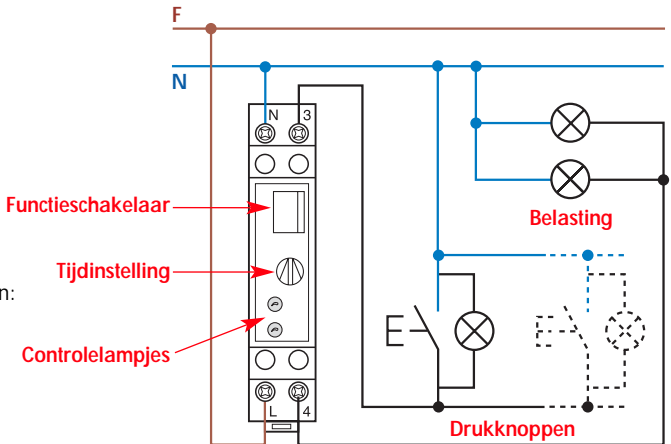 F
N
N 3
Functieschakelaar
Belasting
Tijdinstelling
n:
Controlelampjes
L 4
Drukknoppen